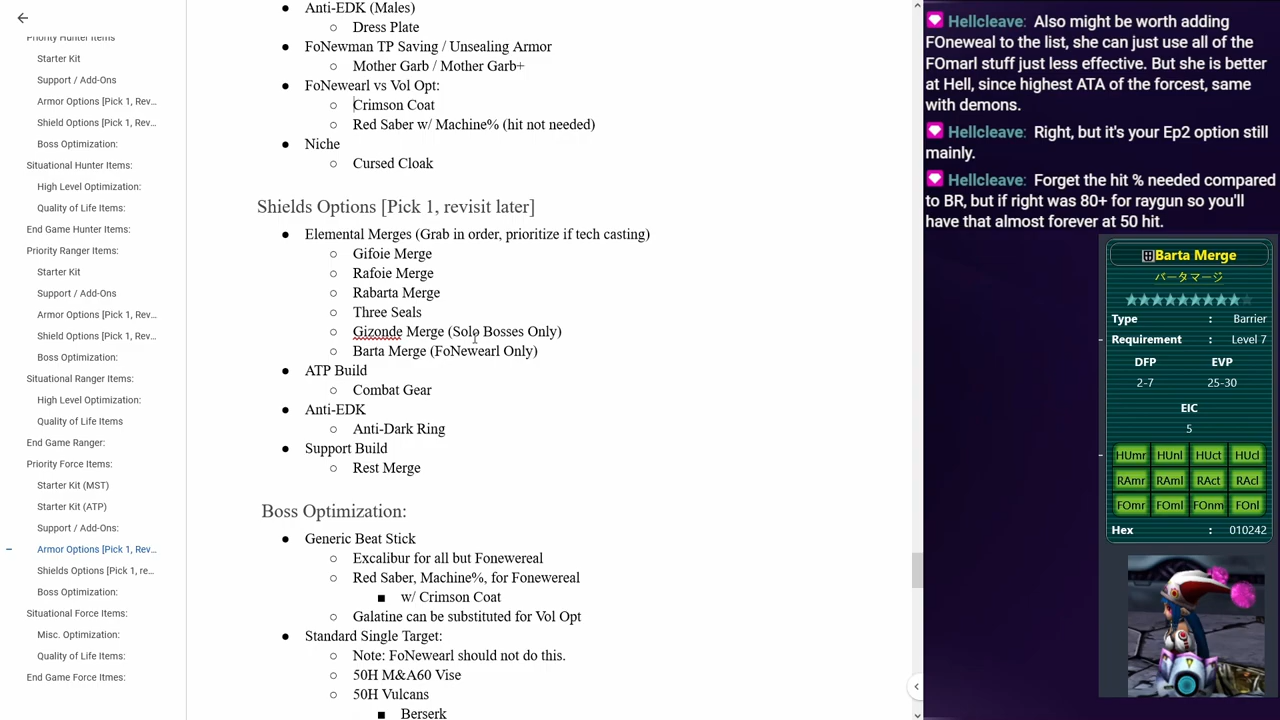 Priority Hunter Items
Starter Kit
Support / Add-Ons
Armor Options [Pick 1, Rev...
Shield Options [Pick 1, Rev...
Boss Optimization:
Situational Hunter Items:
High Level Optimization:
Quality of Life Items:
End Game Hunter Items:
Priority Ranger Items:
Starter Kit
Support / Add-Ons
Armor Options [Pick 1, Rev...
Shield Options [Pick 1, Rev...
Boss Optimization:
Situational Ranger Items:
High Level Optimization:
Quality of Life Items
End Game Ranger:
Priority Force Items:
Starter Kit (MST)
Starter Kit (ATP)
Support / Add-Ons:
Armor Options [Pick 1, Rev...
Shields Options [Pick 1, re...
Boss Optimization:
Situational Force Items:
Misc. Optimization:
Quality of Life Items:
End Game Force Itmes:
Anti-EDK (Males)
Dress Plate
FoNewman TP Saving / Unsealing Armor
Mother Garb / Mother Garb+
FoNewearl vs Vol Opt:
Crimson Coat
Red Saber w/ Machine% (hit not needed)
Niche
Cursed Cloak
Shields Options [Pick 1, revisit later]
Elemental Merges (Grab in order, prioritize if tech casting)
Gifoie Merge
Rafoie Merge
Rabarta Merge
Three Seals
Gizonde Merge (Solo Bosses Only)
Barta Merge (FoNewearl Only)
ATP Build
Combat Gear
Anti-EDK
Anti-Dark Ring
Support Build
Rest Merge
Boss Optimization:
Generic Beat Stick
Excalibur for all but Fonewereal
Red Saber, Machine%, for Fonewereal
w/ Crimson Coat
Galatine can be substituted for Vol Opt
Standard Single Target:
Note: FoNewearl should not do this.
50H M&A60 Vise
50H Vulcans
Berserk
Hellcleave: Also might be worth adding
FOneweal to the list, she can just use all of the
FOmarl stuff just less effective. But she is better
at Hell, since highest ATA of the forcest, same
with demons.
Hellcleave: Right, but it's your Ep2 option still
mainly.
Hellcleave: Forget the hit % needed compared
to BR, but if right was 80+ for raygun so you'll
have that almost forever at 50 hit.
Barta Merge
バータマージ
Type : Barrier
Requirement : Level 7
DFP EVP
2-7 25-30
EIC
5
HUmr HUnl HUct HUcl
RAmr RAml RAct RAcl
FOmr FOml FOnm FOnl
Hex : 010242